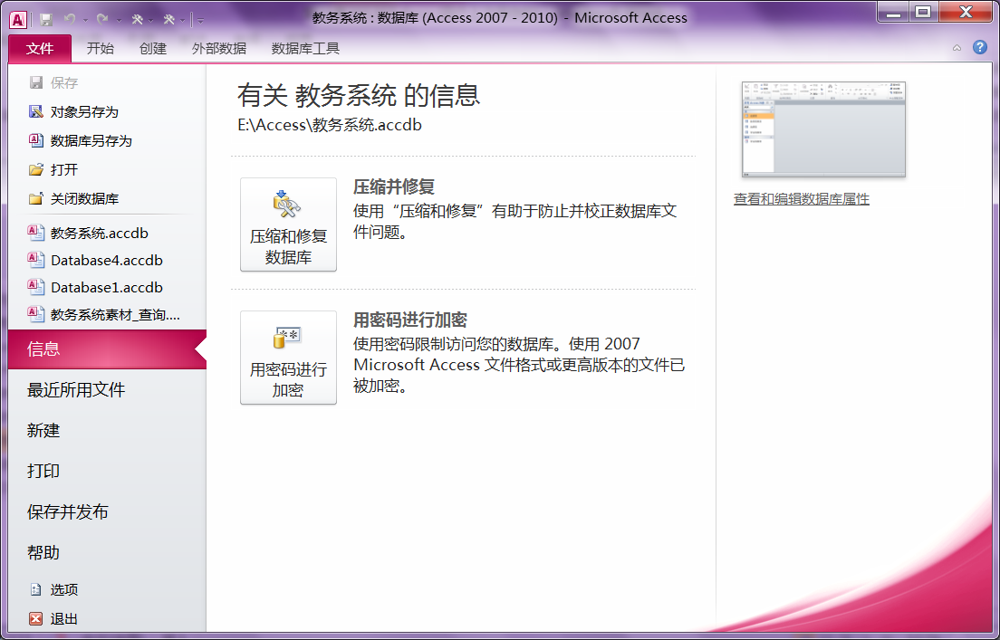 教务系统 : 数据库 (Access 2007 - 2010) - Microsoft Access
文件 开始 创建 外部数据 数据库工具
保存
对象另存为
数据库另存为
打开
关闭数据库
教务系统.accdb
Database4.accdb
Database1.accdb
教务系统素材_查询....
信息
最近所用文件
新建
打印
保存并发布
帮助
选项
退出
有关 教务系统 的信息
E:\Access\教务系统.accdb
压缩和修复
数据库
压缩并修复
使用“压缩和修复”有助于防止并校正数据库文
件问题。
用密码进行
加密
用密码进行加密
使用密码限制访问您的数据库。使用 2007
Microsoft Access 文件格式或更高版本的文件已
被加密。
查看和编辑数据库属性